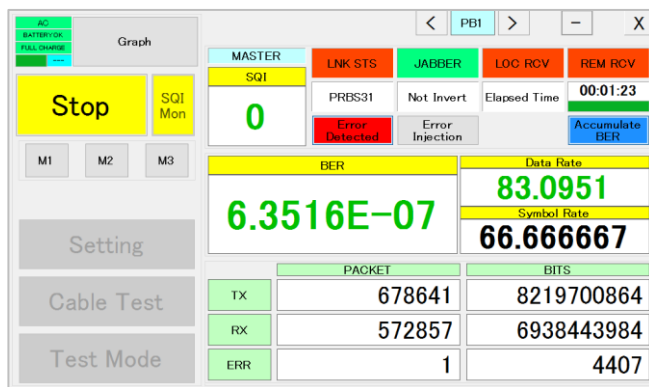 AC
BATTERY OK
FULL CHARGE
---
Graph
< PB1 > − X
Stop
SQI
Mon
M1 M2 M3
Setting
Cable Test
Test Mode
MASTER
SQI
0
LNK STS JABBER LOC RCV REM RCV
PRBS31 Not Invert Elapsed Time 00:01:23
Error
Detected
Error
Injection
Accumulate
BER
BER
6.3516E−07
Data Rate
83.0951
Symbol Rate
66.666667
PACKET BITS
TX 678641 8219700864
RX 572857 6938443984
ERR 1 4407